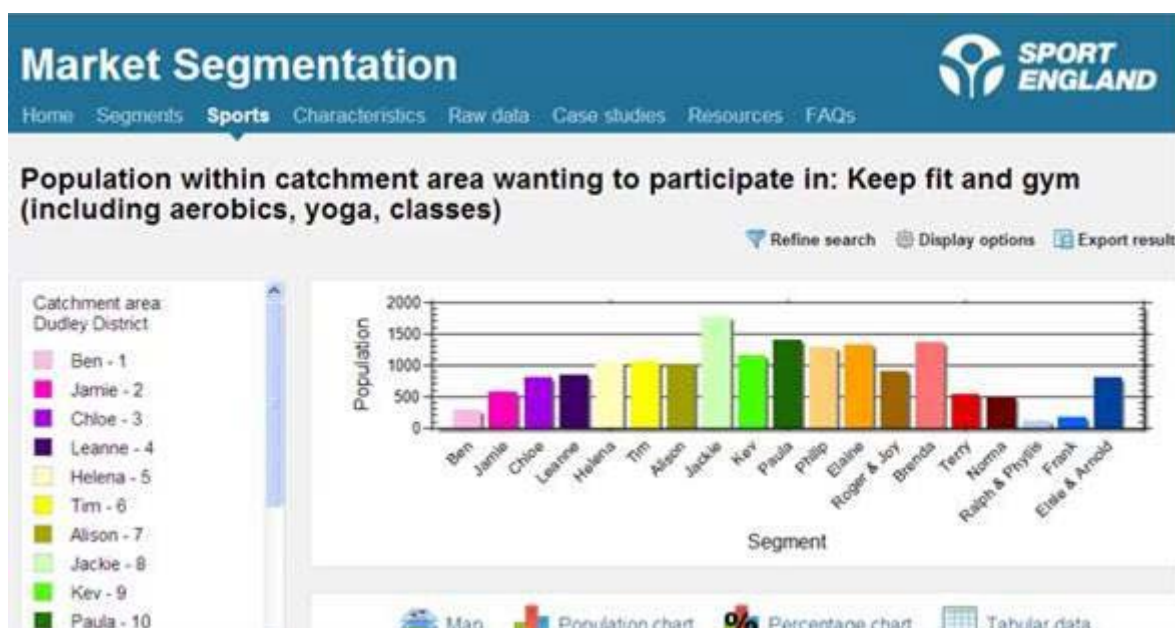 Market Segmentation
SPORT
ENGLAND
Home Segments Sports Characteristics Raw data Case studies Resources FAQs
Population within catchment area wanting to participate in: Keep fit and gym
(including aerobics, yoga, classes)
Refine search Display options Export result
Catchment area
Dudley District
Ben - 1
Jamie - 2
Chloe - 3
Leanne - 4
Helena - 5
Tim - 6
Alison - 7
Jackie - 8
Kev - 9
Paula - 10
Population
2000
1500
1000
500
0
Ben
Jamie
Chloe
Leanne
Helena
Tim
Alison
Jackie
Kev
Paula
Philip
Elaine
Roger & Joy
Brenda
Terry
Norma
Ralph & Phyllis
Frank
Elsie & Arnold
Segment
Map Population chart Percentage chart Tabular data